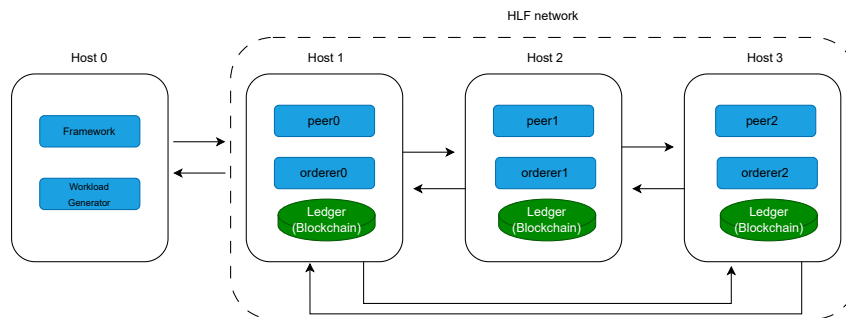 HLF network
Host 0
Host 1
Host 2
Host 3
Framework
Workload
Generator
peer0
orderer0
Ledger
(Blockchain)
peer1
orderer1
Ledger
(Blockchain)
peer2
orderer2
Ledger
(Blockchain)